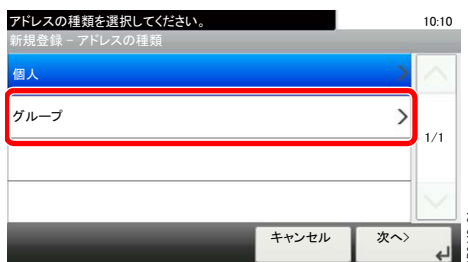 アドレスの種類を選択してください。 10:10
新規登録 - アドレスの種類
個人
グループ
1/1
キャンセル 次へ>